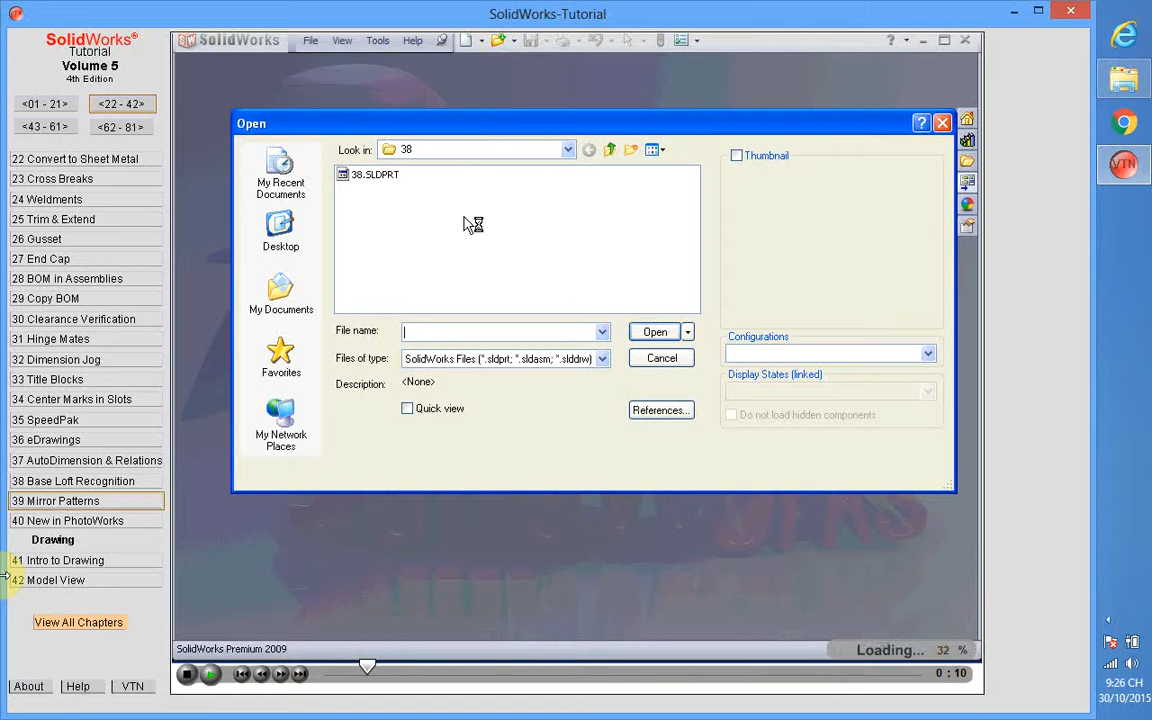 SolidWorks-Tutorial
SolidWorks®
Tutorial
Volume 5
4th Edition
<01 - 21>
<22 - 42>
<43 - 61>
<62 - 81>
22 Convert to Sheet Metal
23 Cross Breaks
24 Weldments
25 Trim & Extend
26 Gusset
27 End Cap
28 BOM in Assemblies
29 Copy BOM
30 Clearance Verification
31 Hinge Mates
32 Dimension Jog
33 Title Blocks
34 Center Marks in Slots
35 SpeedPak
36 eDrawings
37 AutoDimension & Relations
38 Base Loft Recognition
39 Mirror Patterns
40 New in PhotoWorks
Drawing
41 Intro to Drawing
42 Model View
View All Chapters
About
Help
VTN
SolidWorks
File
View
Tools
Help
Open
Look in:
38
My Recent
Documents
Desktop
My Documents
Favorites
My Network
Places
38.SLDPRT
File name:
Open
Files of type:
SolidWorks Files (*.sldprt; *.sldasm; *.slddrw)
Cancel
Description:
<None>
Quick view
References...
Thumbnail
Configurations
Display States (linked)
Do not load hidden components
SolidWorks Premium 2009
Loading... 32 %
0 : 10
VTN
9:26 CH
30/10/2015